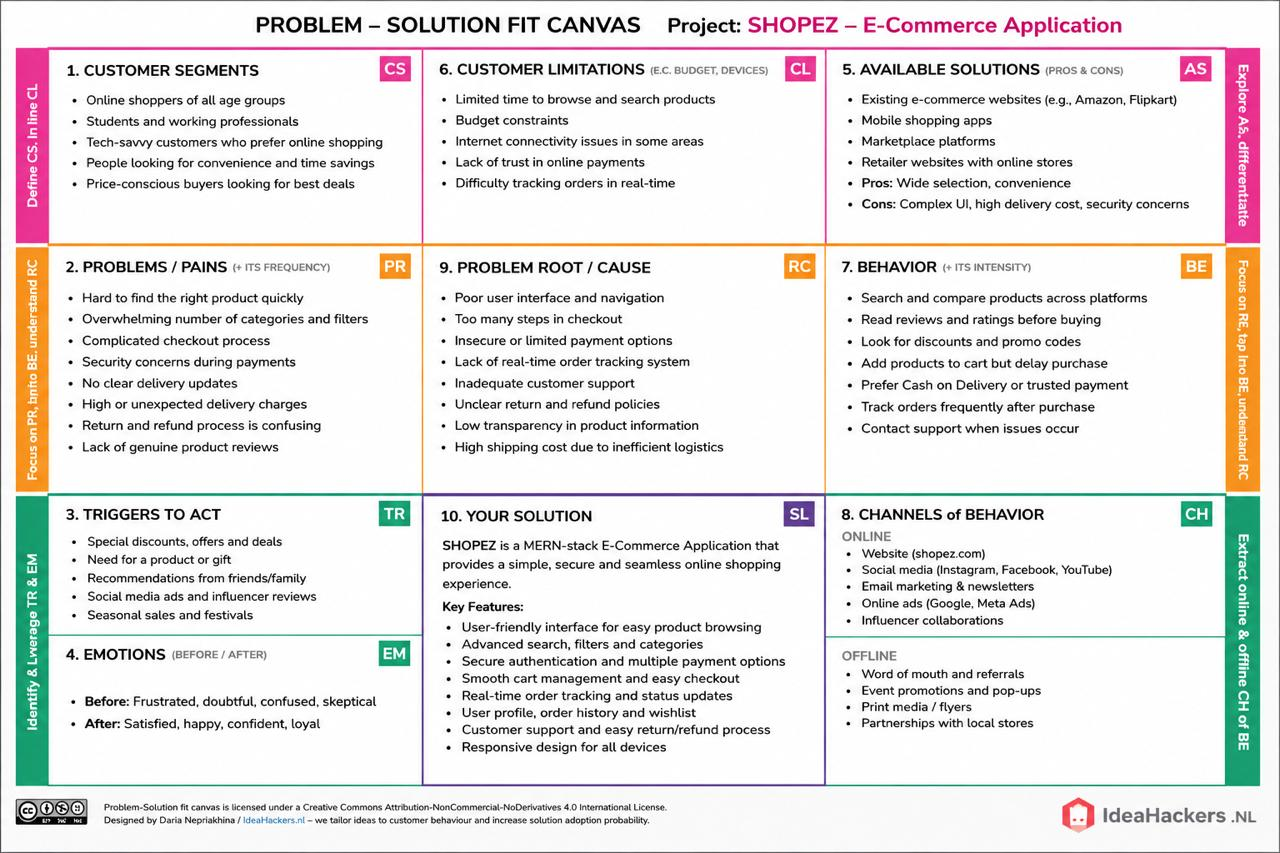 PROBLEM – SOLUTION FIT CANVAS Project: SHOPEZ – E-Commerce Application
Define CS. In line CL
1. CUSTOMER SEGMENTS CS
• Online shoppers of all age groups
• Students and working professionals
• Tech-savvy customers who prefer online shopping
• People looking for convenience and time savings
• Price-conscious buyers looking for best deals
6. CUSTOMER LIMITATIONS (E.C. BUDGET, DEVICES) CL
• Limited time to browse and search products
• Budget constraints
• Internet connectivity issues in some areas
• Lack of trust in online payments
• Difficulty tracking orders in real-time
5. AVAILABLE SOLUTIONS (PROS & CONS) AS
• Existing e-commerce websites (e.g., Amazon, Flipkart)
• Mobile shopping apps
• Marketplace platforms
• Retailer websites with online stores
• Pros: Wide selection, convenience
• Cons: Complex UI, high delivery cost, security concerns
Explore AS,
Focus on PR, BE. understand RC
2. PROBLEMS / PAINS (+ ITS FREQUENCY) PR
• Hard to find the right product quickly
• Overwhelming number of categories and filters
• Complicated checkout process
• Security concerns during payments
• No clear delivery updates
• High or unexpected delivery charges
• Return and refund process is confusing
• Lack of genuine product reviews
9. PROBLEM ROOT / CAUSE RC
• Poor user interface and navigation
• Too many steps in checkout
• Insecure or limited payment options
• Lack of real-time order tracking system
• Inadequate customer support
• Unclear return and refund policies
• Low transparency in product information
• High shipping cost due to inefficient logistics
7. BEHAVIOR (+ ITS INTENSITY) BE
• Search and compare products across platforms
• Read reviews and ratings before buying
• Look for discounts and promo codes
• Add products to cart but delay purchase
• Prefer Cash on Delivery or trusted payment
• Track orders frequently after purchase
• Contact support when issues occur
Focus on RE, tap BE, RC
Identify & TR & EM
3. TRIGGERS TO ACT TR
• Special discounts, offers and deals
• Need for a product or gift
• Recommendations from friends/family
• Social media ads and influencer reviews
• Seasonal sales and festivals
4. EMOTIONS (BEFORE / AFTER) EM
• Before: Frustrated, doubtful, confused, skeptical
• After: Satisfied, happy, confident, loyal
10. YOUR SOLUTION SL
SHOPEZ is a MERN-stack E-Commerce Application that
provides a simple, secure and seamless online shopping
experience.
Key Features:
• User-friendly interface for easy product browsing
• Advanced search, filters and categories
• Secure authentication and multiple payment options
• Smooth cart management and easy checkout
• Real-time order tracking and status updates
• User profile, order history and wishlist
• Customer support and easy return/refund process
• Responsive design for all devices
8. CHANNELS of BEHAVIOR CH
ONLINE
• Website (shopez.com)
• Social media (Instagram, Facebook, YouTube)
• Email marketing & newsletters
• Online ads (Google, Meta Ads)
• Influencer collaborations
OFFLINE
• Word of mouth and referrals
• Event promotions and pop-ups
• Print media / flyers
• Partnerships with local stores
Extract online & offline CH of BE
Problem-Solution fit canvas is licensed under a Creative Commons Attribution-NonCommercial-NoDerivatives 4.0 International License.
Designed by Daria Nepriakhina / IdeaHackers.nl – we tailor ideas to customer behaviour and increase solution adoption probability.
IdeaHackers .NL